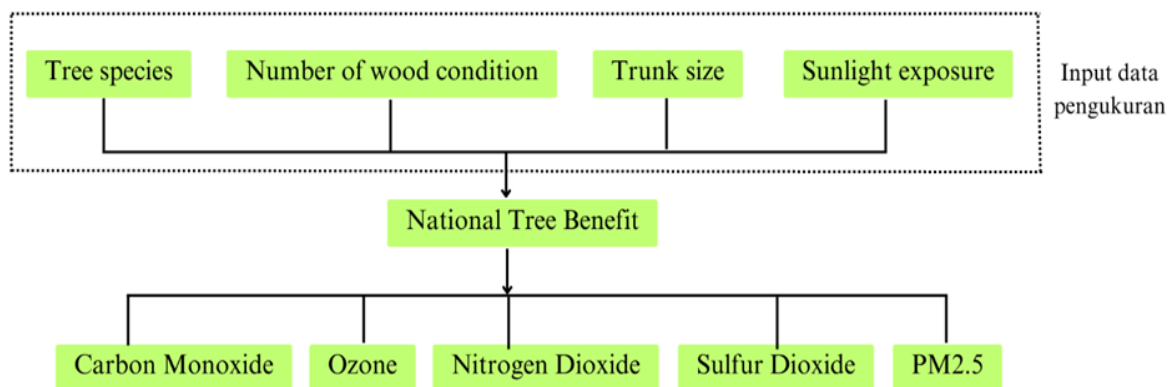 Tree species
Number of wood condition
Trunk size
Sunlight exposure
Input data
pengukuran
National Tree Benefit
Carbon Monoxide
Ozone
Nitrogen Dioxide
Sulfur Dioxide
PM2.5